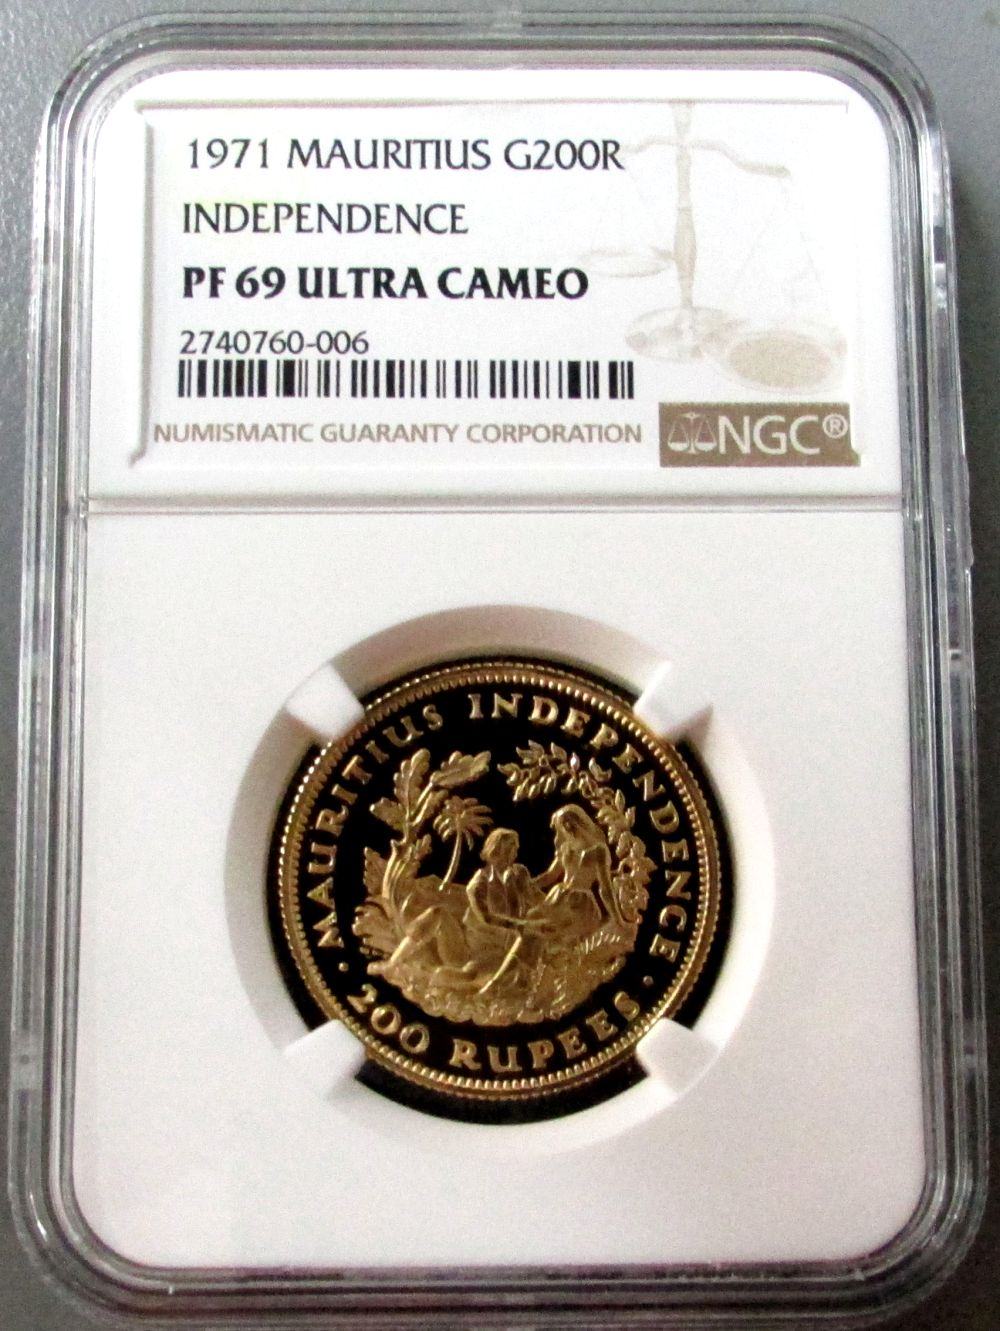 1971 MAURITIUS G200R
INDEPENDENCE
PF 69 ULTRA CAMEO
2740760-006
NUMISMATIC GUARANTY CORPORATION
NGC®
MAURITIUS INDEPENDENCE
· 200 RUPEES ·